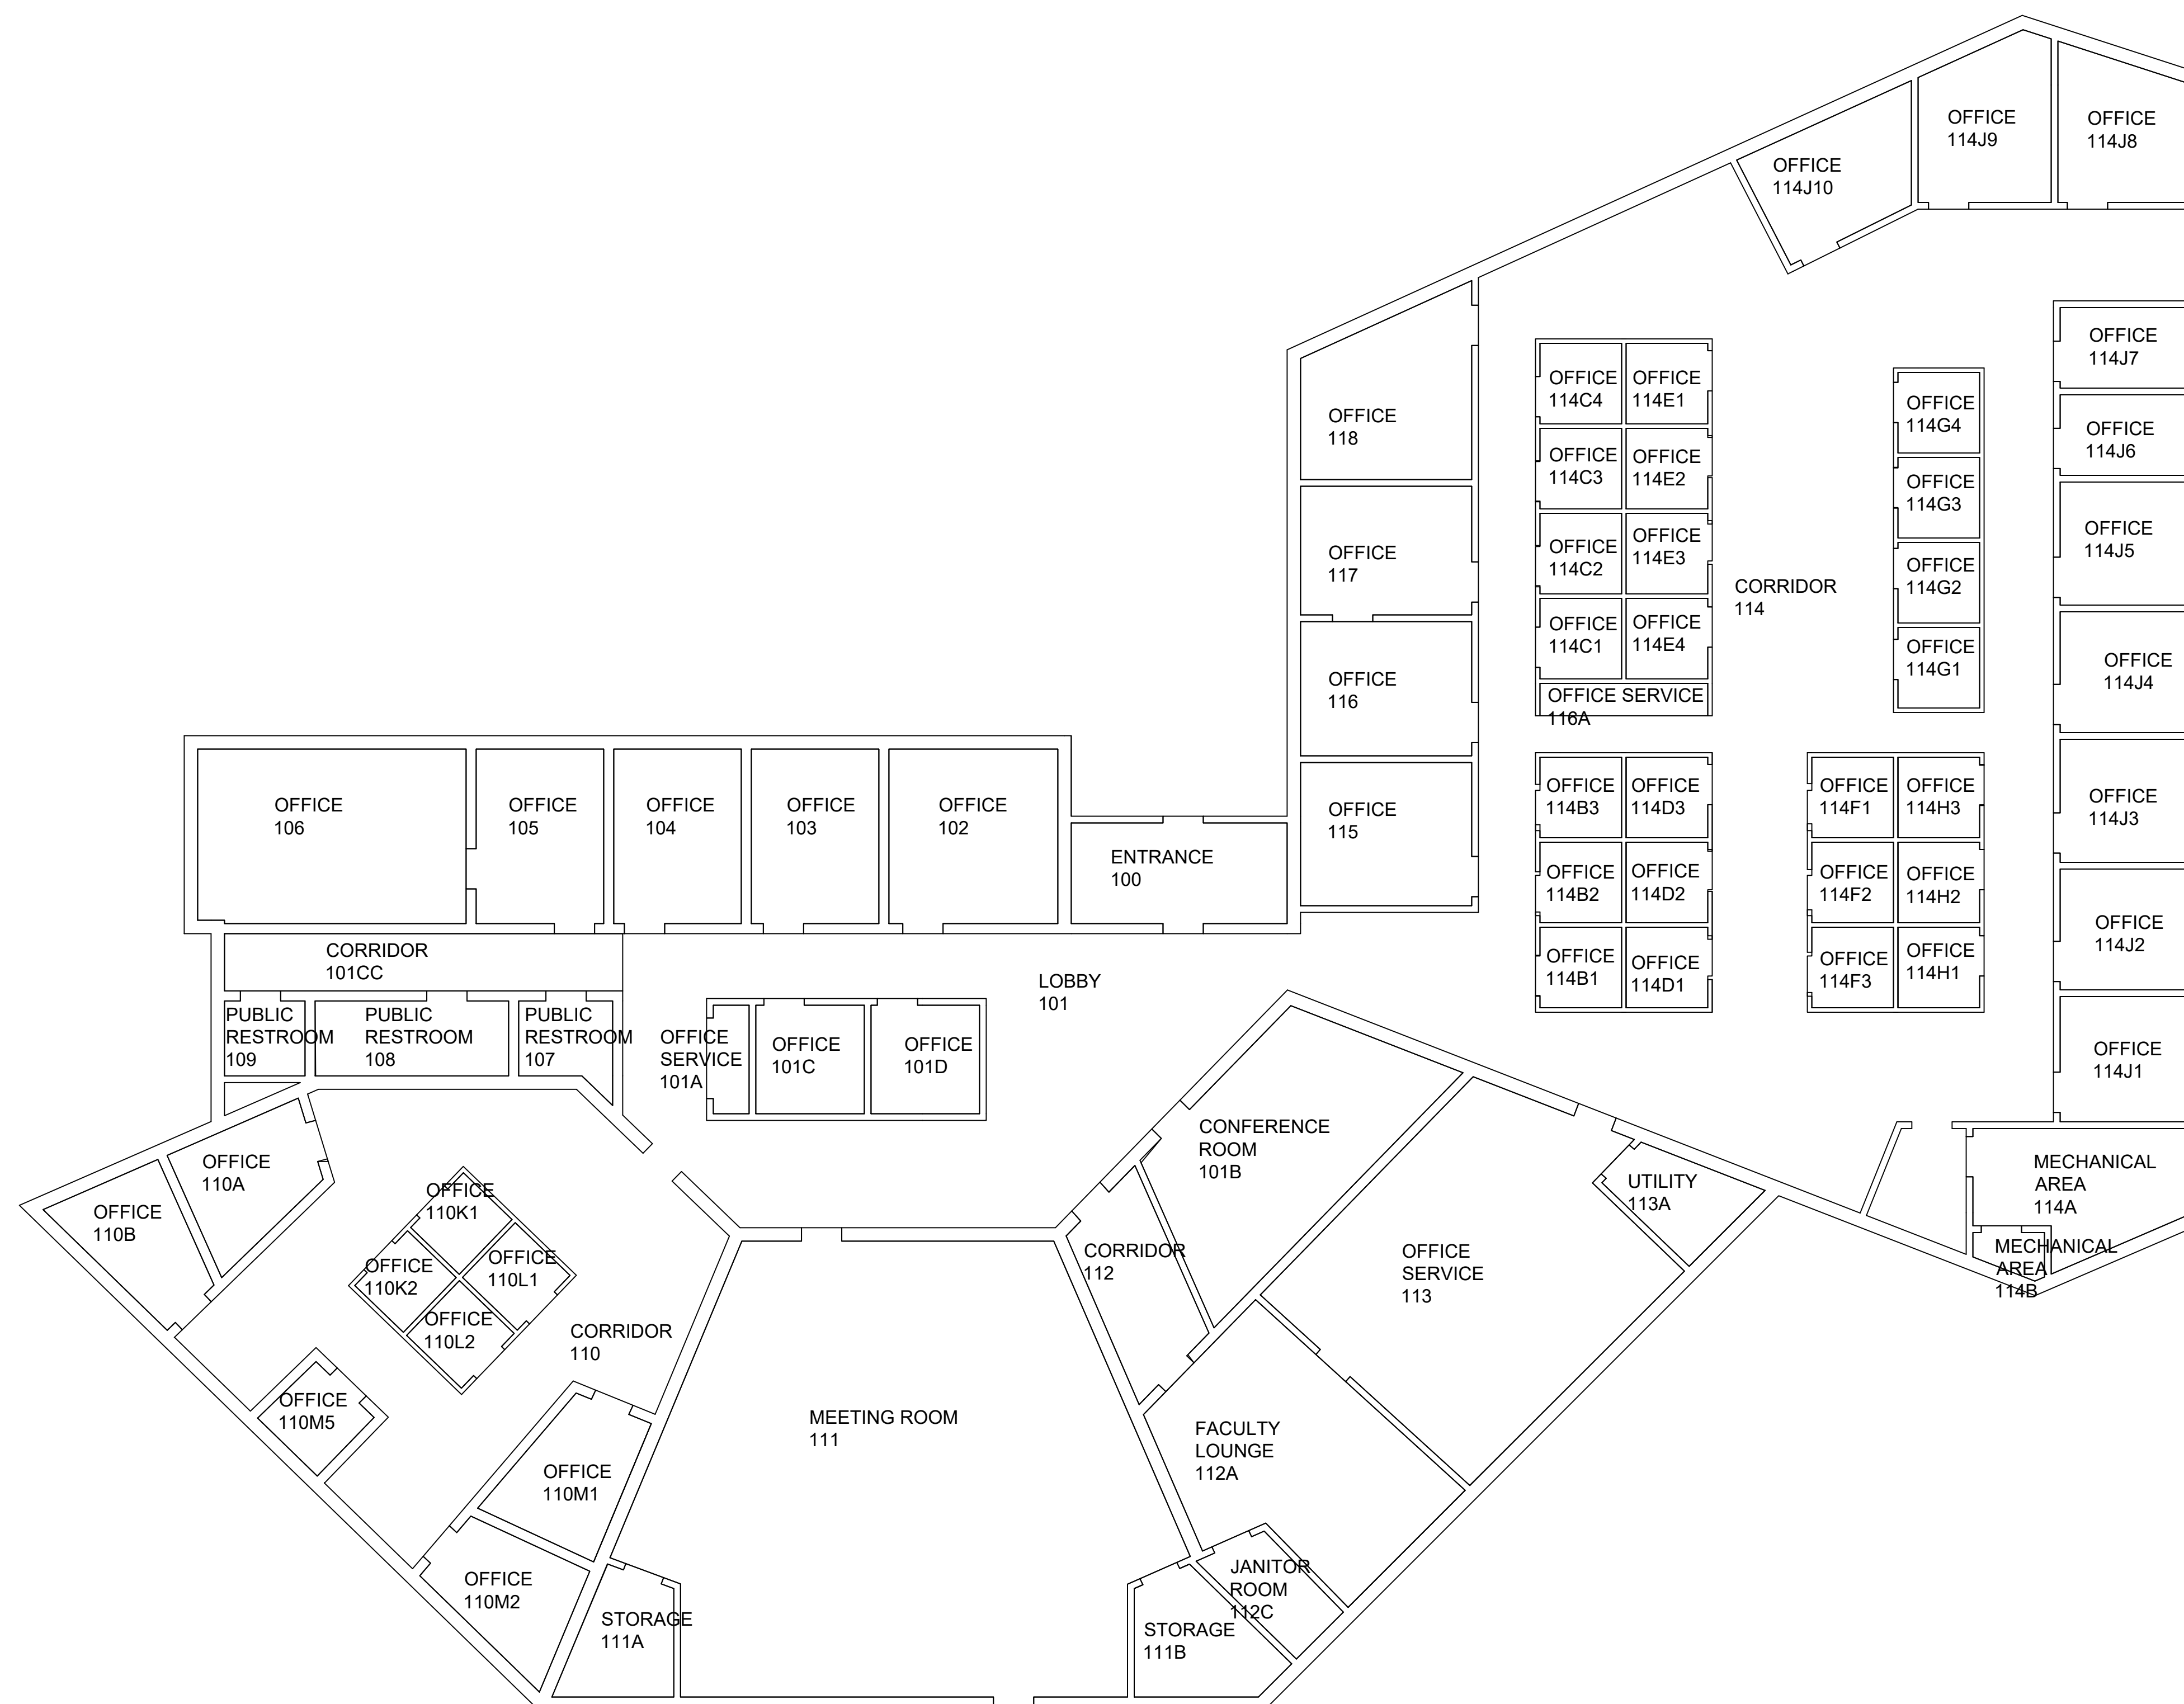 OFFICE
114J9
OFFICE
114J8
OFFICE
114J10
OFFICE
114J7
OFFICE
114C4
OFFICE
114E1
OFFICE
114G4
OFFICE
118
OFFICE
114J6
OFFICE
114C3
OFFICE
114E2
OFFICE
114G3
OFFICE
114J5
OFFICE
117
OFFICE
114C2
OFFICE
114E3
CORRIDOR
114
OFFICE
114G2
OFFICE
114C1
OFFICE
114E4
OFFICE
114G1
OFFICE
114J4
OFFICE
116
OFFICE SERVICE
116A
OFFICE
106
OFFICE
105
OFFICE
104
OFFICE
103
OFFICE
102
OFFICE
115
OFFICE
114B3
OFFICE
114D3
OFFICE
114F1
OFFICE
114H3
OFFICE
114J3
ENTRANCE
100
OFFICE
114B2
OFFICE
114D2
OFFICE
114F2
OFFICE
114H2
OFFICE
114J2
CORRIDOR
101CC
LOBBY
101
OFFICE
114B1
OFFICE
114D1
OFFICE
114F3
OFFICE
114H1
PUBLIC
RESTROOM
109
PUBLIC
RESTROOM
108
PUBLIC
RESTROOM
107
OFFICE
SERVICE
101A
OFFICE
101C
OFFICE
101D
OFFICE
114J1
CONFERENCE
ROOM
101B
OFFICE
110A
OFFICE
110B
OFFICE
110K1
UTILITY
113A
MECHANICAL
AREA
114A
OFFICE
110K2
OFFICE
110L1
CORRIDOR
112
OFFICE
SERVICE
113
MECHANICAL
AREA
114B
OFFICE
110L2
CORRIDOR
110
OFFICE
110M5
MEETING ROOM
111
FACULTY
LOUNGE
112A
OFFICE
110M1
OFFICE
110M2
JANITOR
ROOM
112C
STORAGE
111A
STORAGE
111B